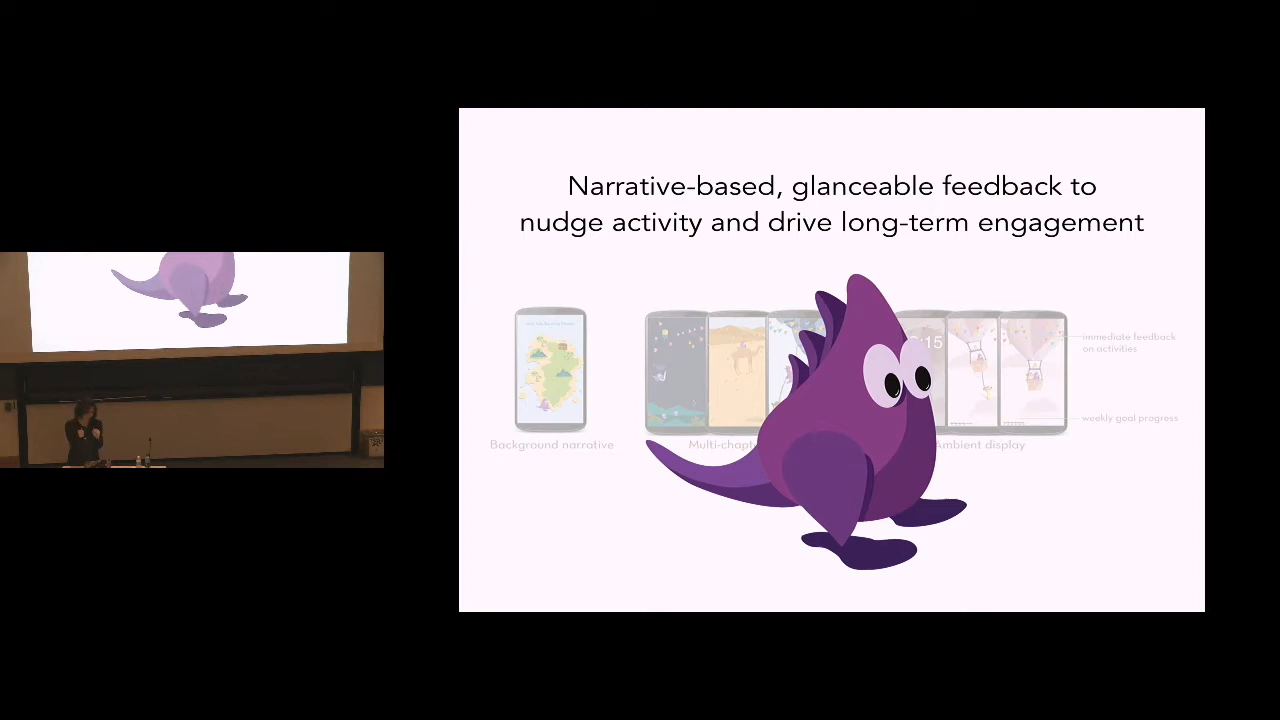 Narrative-based, glanceable feedback to
nudge activity and drive long-term engagement
:15
immediate feedback
on activities
weekly goal progress
Background narrative
Multi-chapt
Ambient display